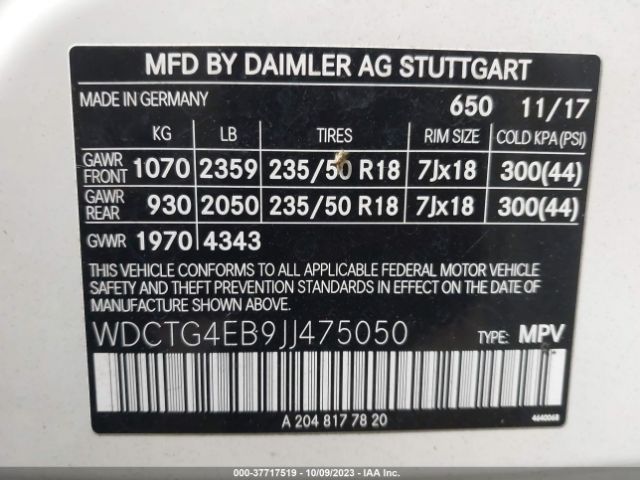 MFD BY DAIMLER AG STUTTGART
MADE IN GERMANY 650 11/17
KG LB TIRES RIM SIZE COLD KPA(PSI)
GAWR FRONT 1070 2359 235/50 R18 7Jx18 300(44)
GAWR REAR 930 2050 235/50 R18 7Jx18 300(44)
GVWR 1970 4343
THIS VEHICLE CONFORMS TO ALL APPLICABLE FEDERAL MOTOR VEHICLE
SAFETY AND THEFT PREVENTION STANDARDS IN EFFECT ON THE DATE OF
MANUFACTURE SHOWN ABOVE.
WDCTG4EB9JJ475050 TYPE: MPV
A 204 817 78 20 4640068
000-37717519 - 10/09/2023 - IAA Inc.